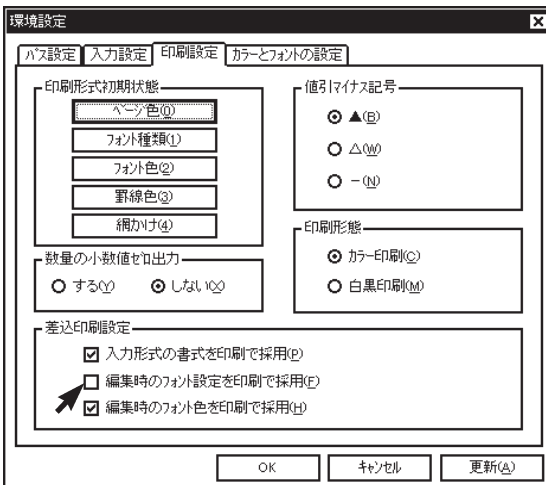 環境設定
ﾊﾟｽ設定 入力設定 印刷設定 ｶﾗｰとﾌｫﾝﾄの設定
印刷形式初期状態
ﾍﾟｰｼﾞ色(0)
ﾌｫﾝﾄ種類(1)
ﾌｫﾝﾄ色(2)
罫線色(3)
網かけ(4)
値引マイナス記号
▲(B)
△(W)
－(N)
数量の小数値ｾﾞﾛ出力
する(Y) しない(X)
印刷形態
ｶﾗｰ印刷(C)
白黒印刷(M)
差込印刷設定
入力形式の書式を印刷で採用(P)
編集時のﾌｫﾝﾄ設定を印刷で採用(F)
編集時のﾌｫﾝﾄ色を印刷で採用(H)
OK ｷｬﾝｾﾙ 更新(A)